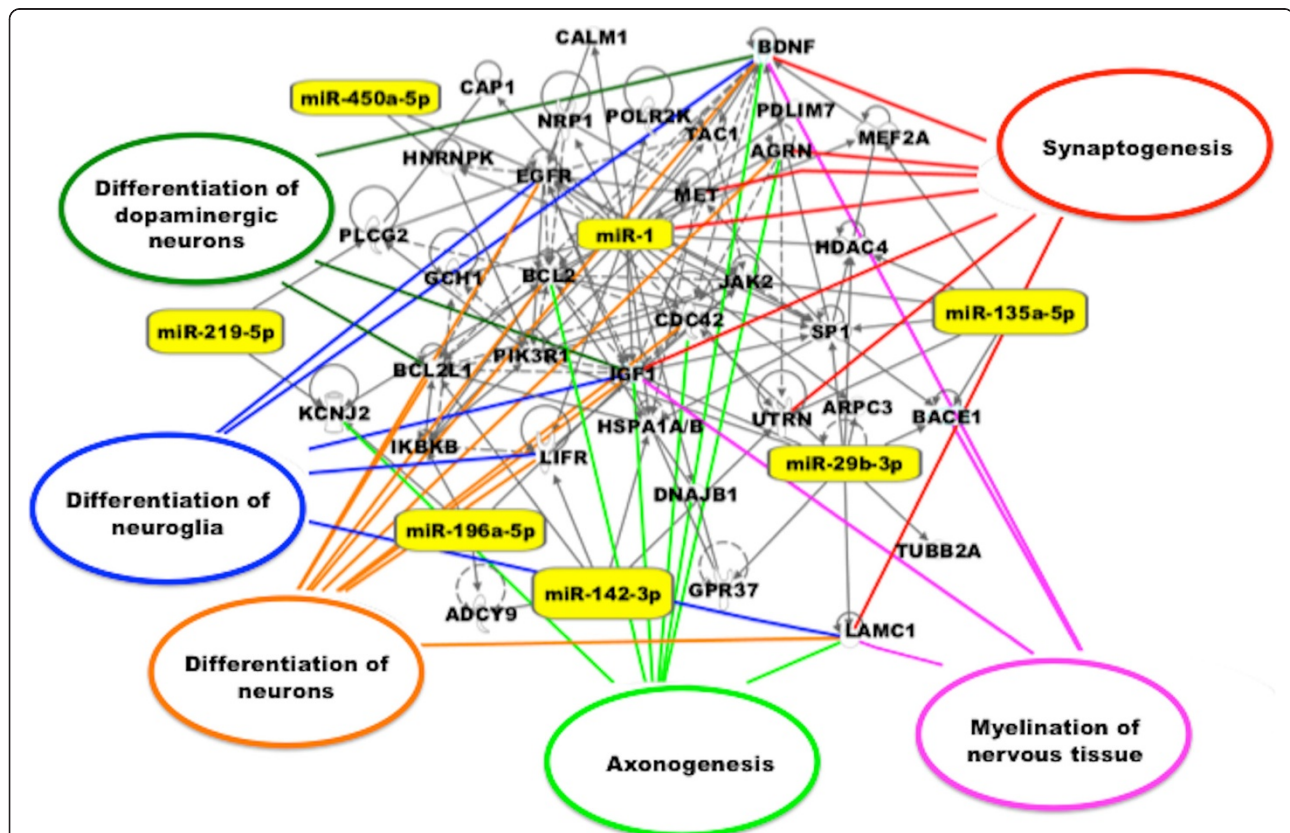 CALM1
BDNF
CAP1
miR-450a-5p
NRP1
POLR2K
PDLIM7
TAC1
MEF2A
Synaptogenesis
HNRNPK
EGFR
AGRN
MET
Differentiation of
dopaminergic
neurons
PLCG2
miR-1
HDAC4
GCH1
BCL2
JAK2
miR-219-5p
CDC42
SP1
miR-135a-5p
BCL2L1
PIK3R1
IGF1
KCNJ2
HSPA1A/B
UTRN
ARPC3
BACE1
IKBKB
LIFR
miR-29b-3p
Differentiation of
neuroglia
DNAJB1
miR-196a-5p
TUBB2A
miR-142-3p
GPR37
ADCY9
LAMC1
Differentiation of
neurons
Axonogenesis
Myelination of
nervous tissue